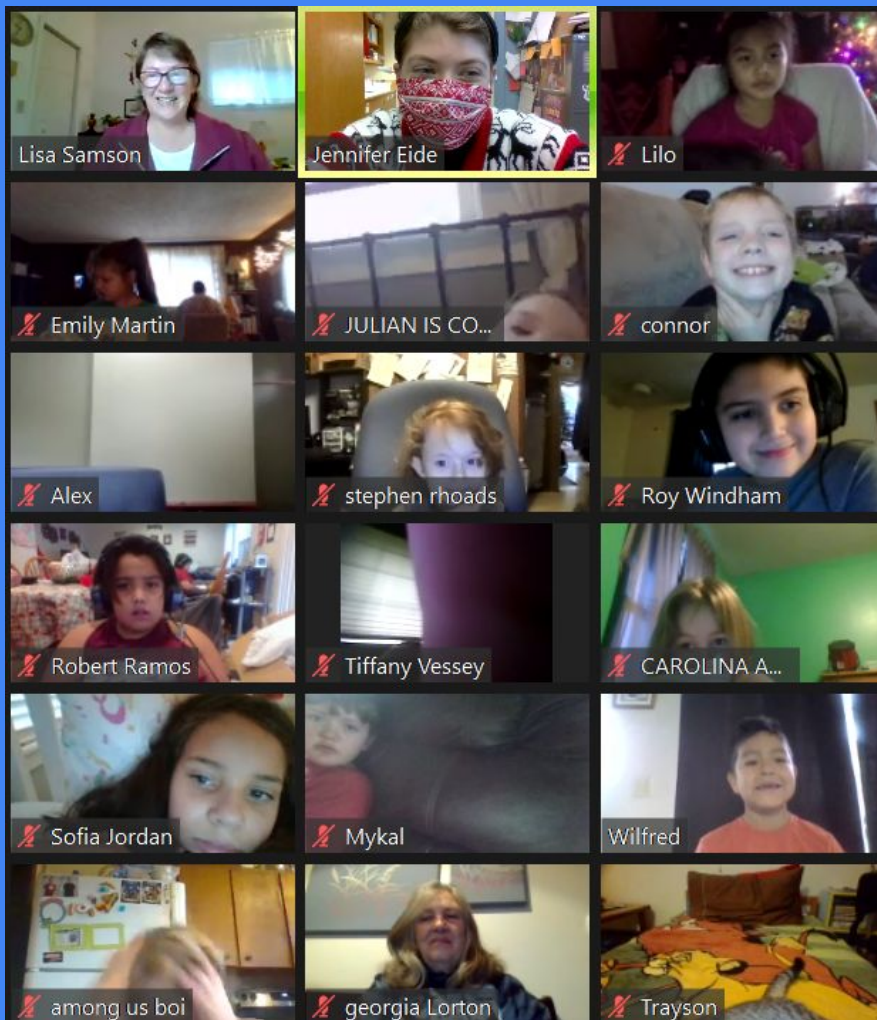 Lisa Samson
Jennifer Eide
Lilo
Emily Martin
JULIAN IS CO...
connor
Alex
stephen rhoads
Roy Windham
Robert Ramos
Tiffany Vessey
CAROLINA A...
Sofia Jordan
Mykal
Wilfred
among us boi
georgia Lorton
Trayson